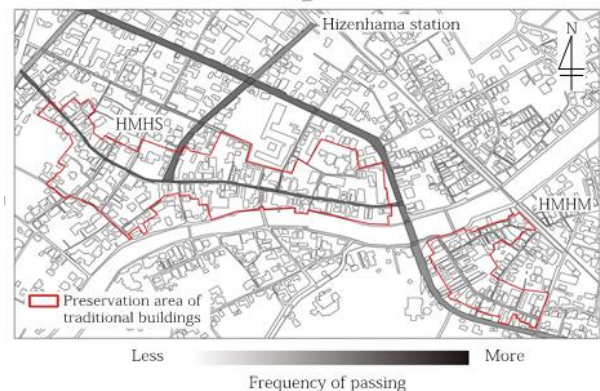 Hizenhama station
N
HMHS
HMHM
Preservation area of
traditional buildings
Less
More
Frequency of passing